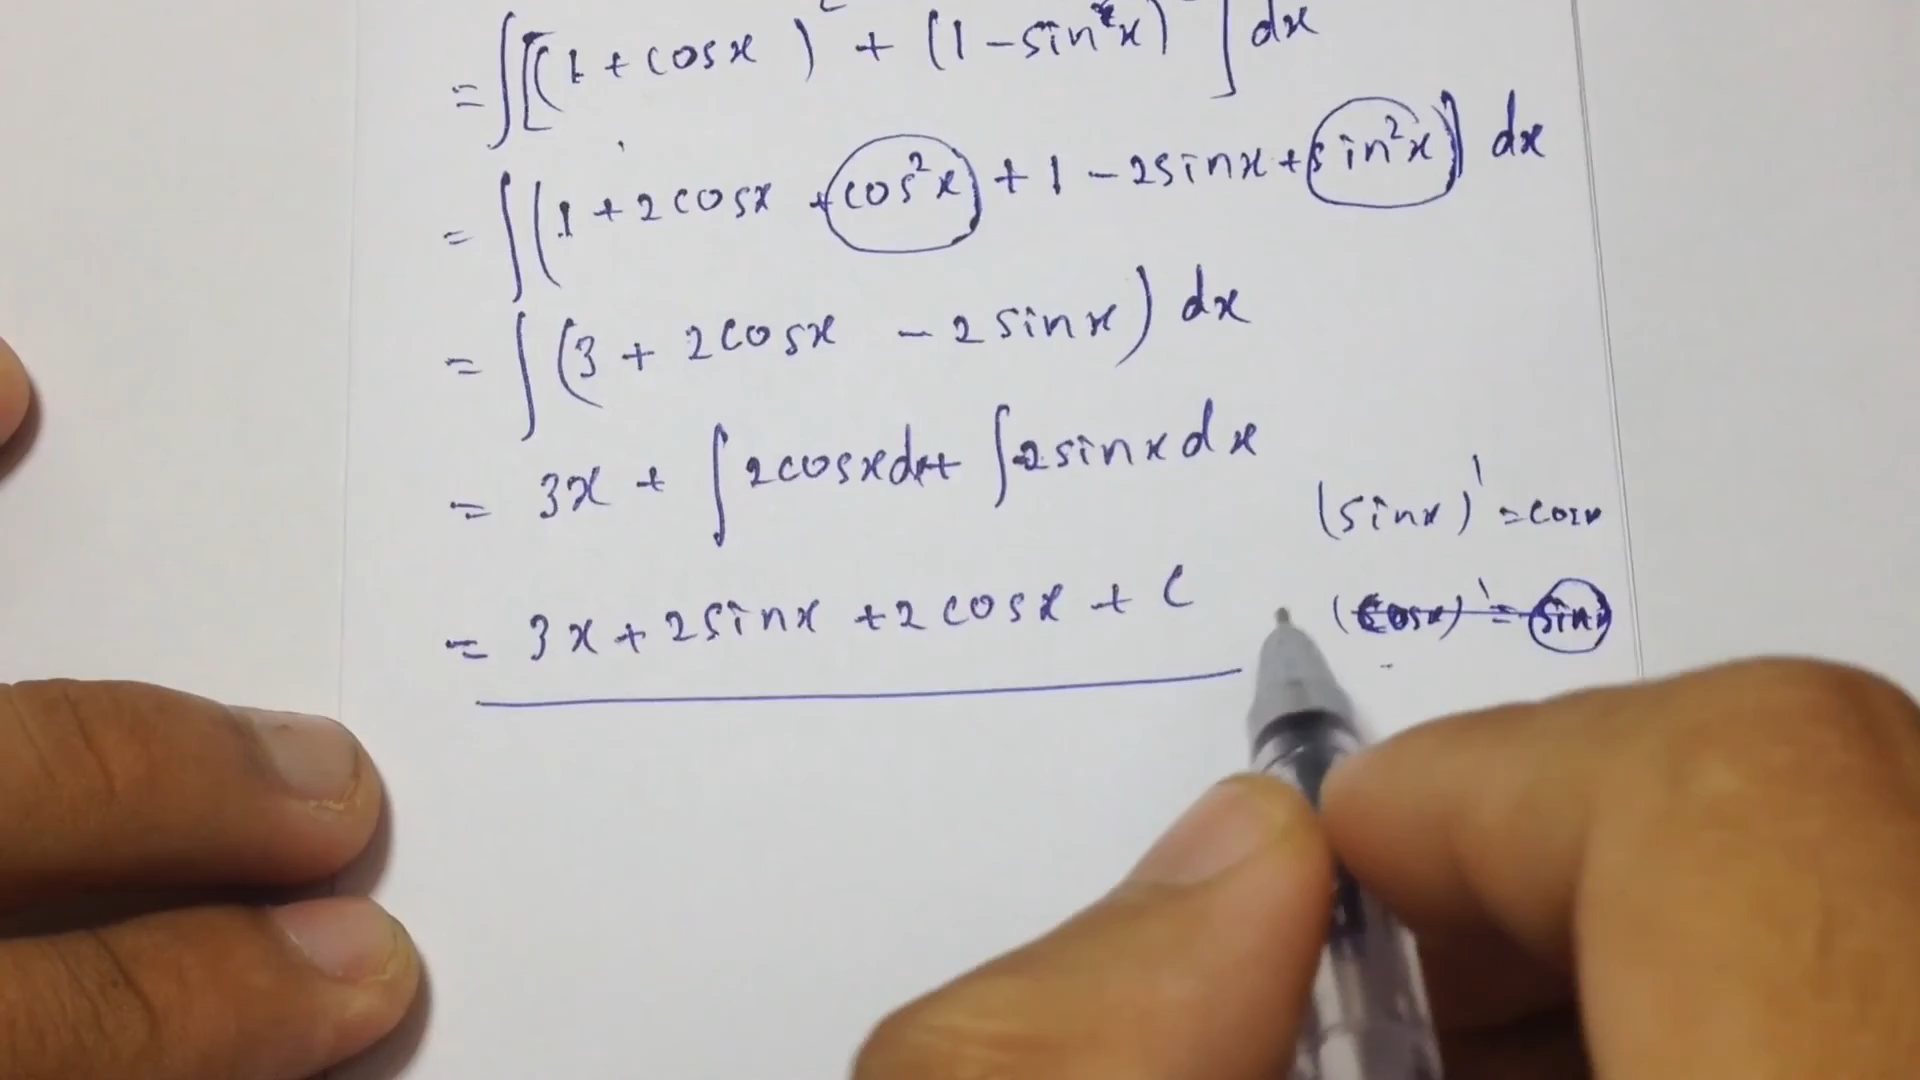 = ∫[(1 + cosx)² + (1 - sin x)² ] dx
= ∫(1 + 2cosx + cos²x) + 1 - 2sinx + sin²x) dx
= ∫(3 + 2cosx - 2sinx) dx
= 3x + ∫2cosxdx + ∫-2sinxdx
(sinx)' = cosx
= 3x + 2sinx + 2cosx + C
(cosx)' = sinx